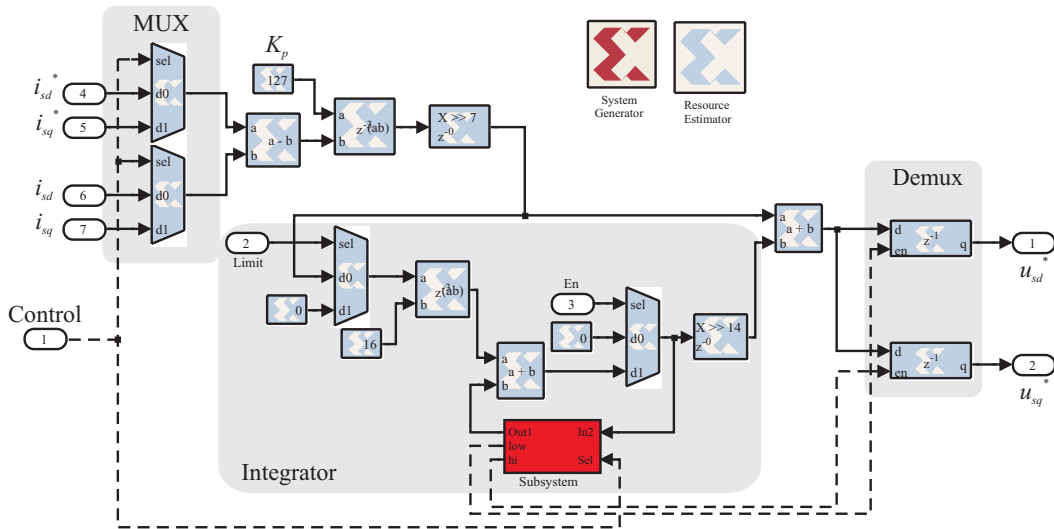 MUX
sel
d0
d1
sel
d0
d1
i_sd*
4
i_sq*
5
i_sd
6
i_sq
7
K_p
127
a
b
a - b
a
b
z^-2(ab)
X >> 7
z^-0
System
Generator
Resource
Estimator
Demux
d
en
z^-1
q
1
u_sd*
d
en
z^-1
q
2
u_sq*
a
b
a + b
2
Limit
sel
d0
d1
0
a
b
z^-2(ab)
16
En
3
sel
d0
d1
0
X >> 14
z^-0
a
b
a + b
Out1
low
hi
In2
Sel
Subsystem
Integrator
Control
1